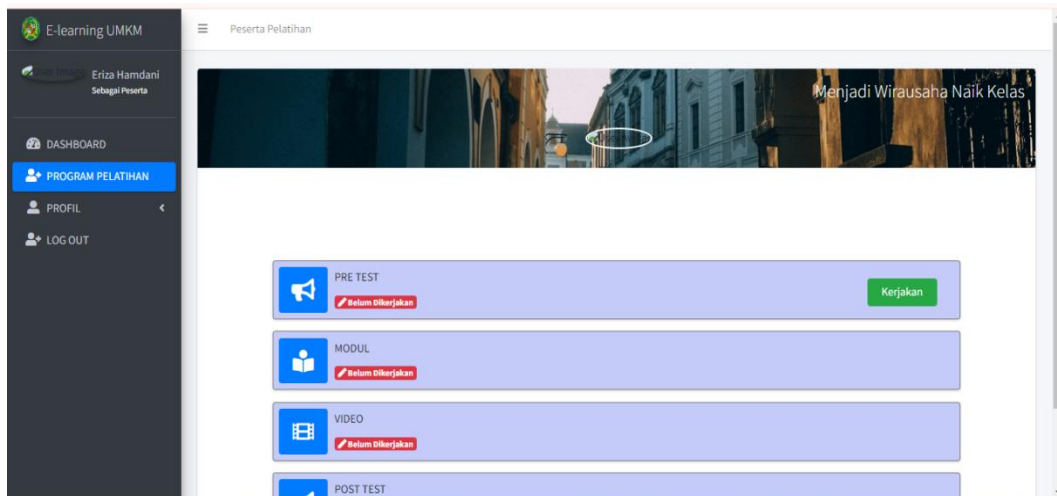 E-learning UMKM
Peserta Pelatihan
Eriza Hamdani
Sebagai Peserta
DASHBOARD
PROGRAM PELATIHAN
PROFIL
LOG OUT
Menjadi Wirausaha Naik Kelas
PRE TEST
Belum Dikerjakan
Kerjakan
MODUL
Belum Dikerjakan
VIDEO
Belum Dikerjakan
POST TEST